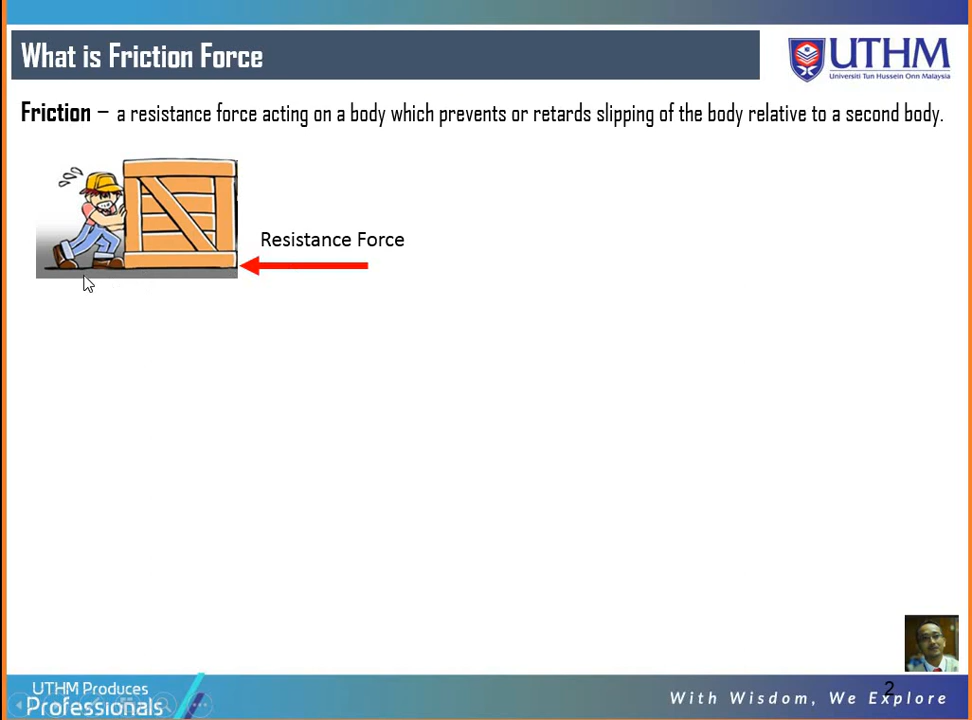 What is Friction Force
UTHM
Universiti Tun Hussein Onn Malaysia
Friction – a resistance force acting on a body which prevents or retards slipping of the body relative to a second body.
Resistance Force
UTHM Produces
Professionals
2
With Wisdom, We Explore